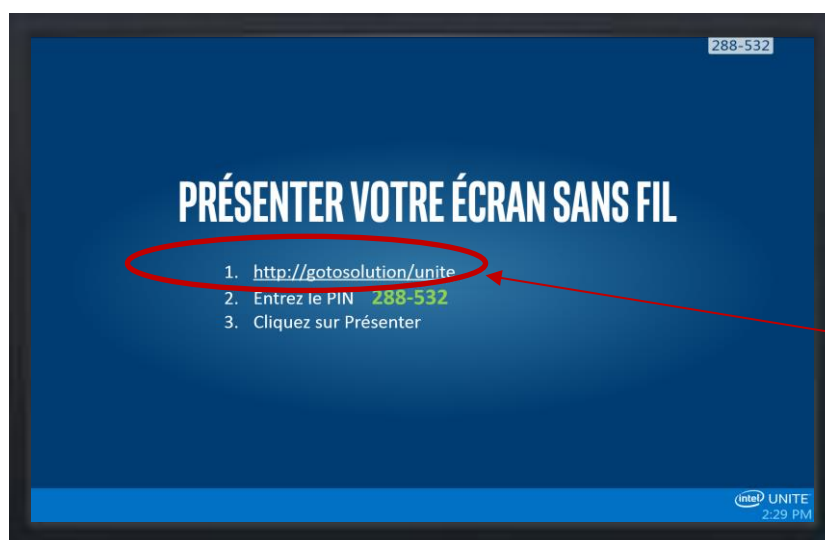 288-532
PRÉSENTER VOTRE ÉCRAN SANS FIL
1. http://gotosolution/unite
2. Entrez le PIN 288-532
3. Cliquez sur Présenter
intel UNITE
2:29 PM